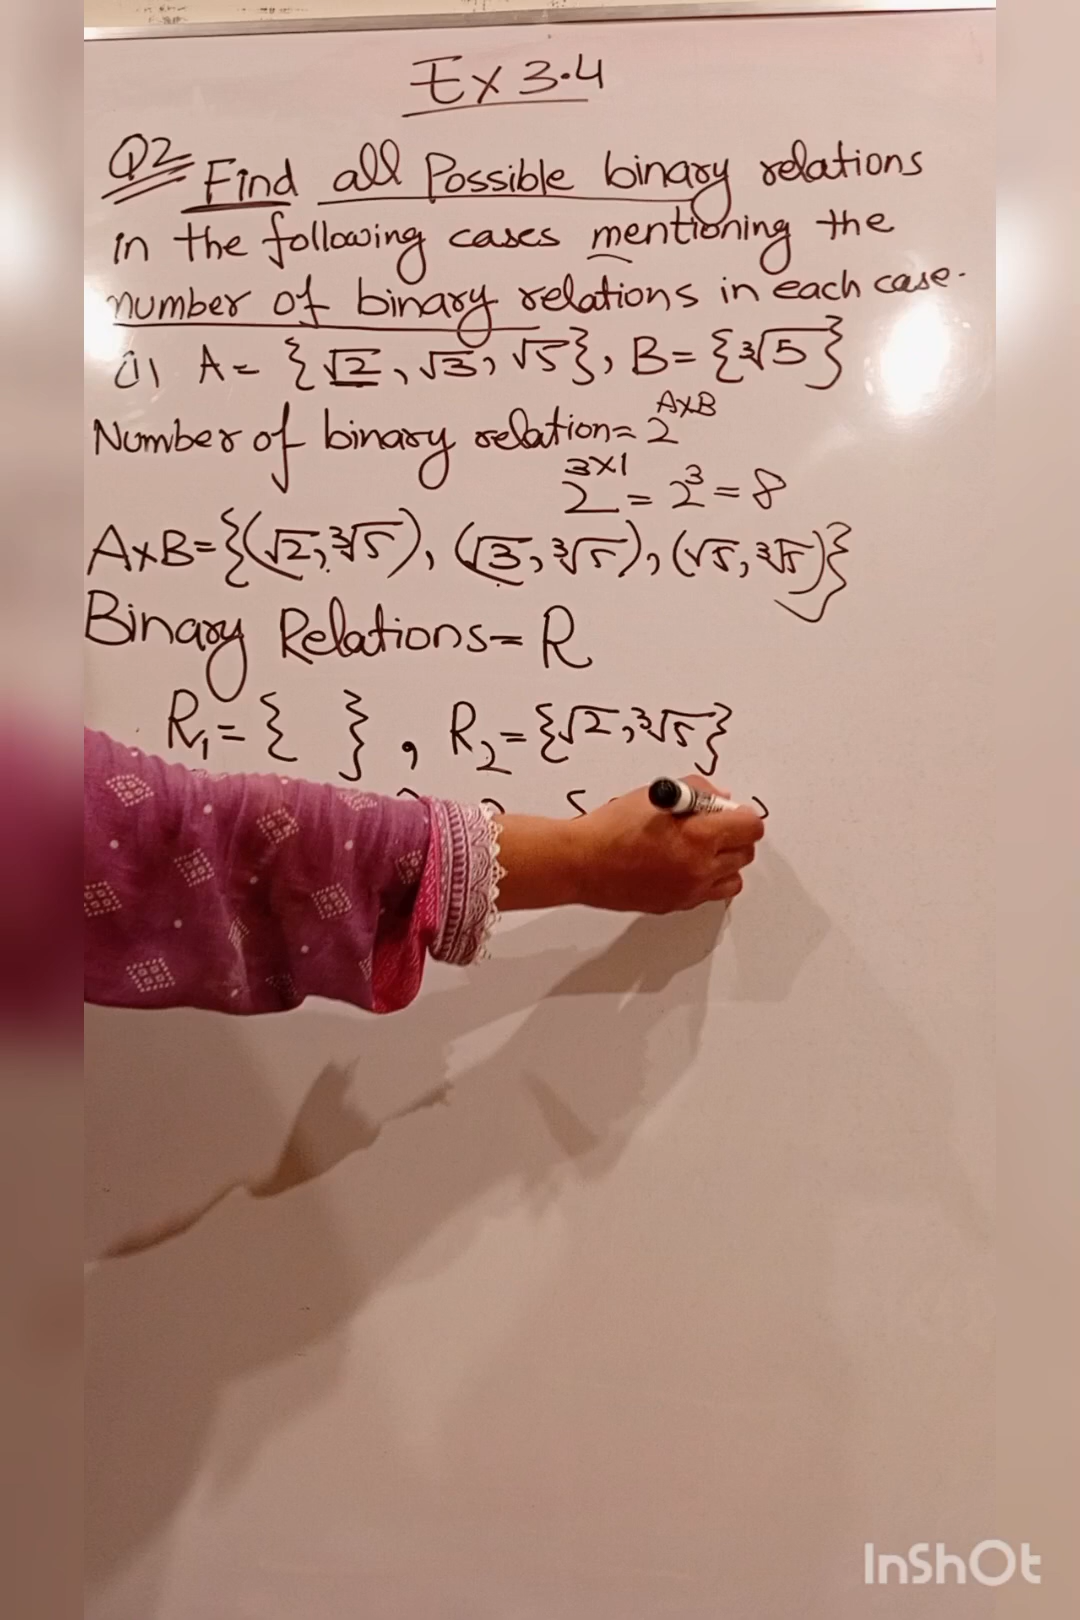 Ex 3.4
Q2 Find all Possible binary relations
in the following cases mentioning the
number of binary relations in each case.
(i) A = {√2, √3, √5}, B = {∛5}
Number of binary relation = 2^A×B
2^3×1 = 2^3 = 8
A×B = {(√2, ∛5), (√3, ∛5), (√5, ∛5)}
Binary Relations = R
R₁ = { }, R₂ = {√2, ∛5}
InShOt